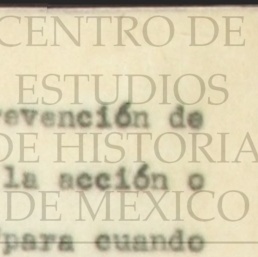 CENTRO DE
ESTUDIOS
revención de
DE HISTORIA
la acción o
DE MÉXICO
"para cuando